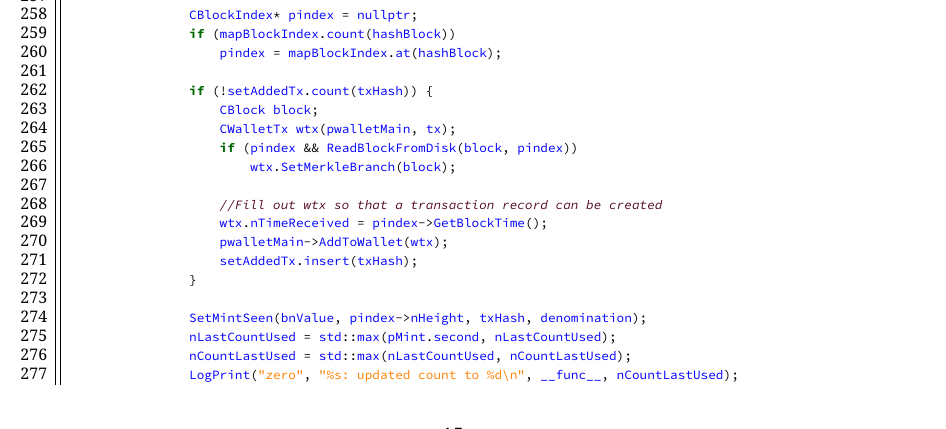 258 CBlockIndex* pindex = nullptr;
259 if (mapBlockIndex.count(hashBlock))
260 pindex = mapBlockIndex.at(hashBlock);
261
262 if (!setAddedTx.count(txHash)) {
263 CBlock block;
264 CWalletTx wtx(pwalletMain, tx);
265 if (pindex && ReadBlockFromDisk(block, pindex))
266 wtx.SetMerkleBranch(block);
267
268 //Fill out wtx so that a transaction record can be created
269 wtx.nTimeReceived = pindex->GetBlockTime();
270 pwalletMain->AddToWallet(wtx);
271 setAddedTx.insert(txHash);
272 }
273
274 SetMintSeen(bnValue, pindex->nHeight, txHash, denomination);
275 nLastCountUsed = std::max(pMint.second, nLastCountUsed);
276 nCountLastUsed = std::max(nLastCountUsed, nCountLastUsed);
277 LogPrint("zero", "%s: updated count to %d\n", __func__, nCountLastUsed);